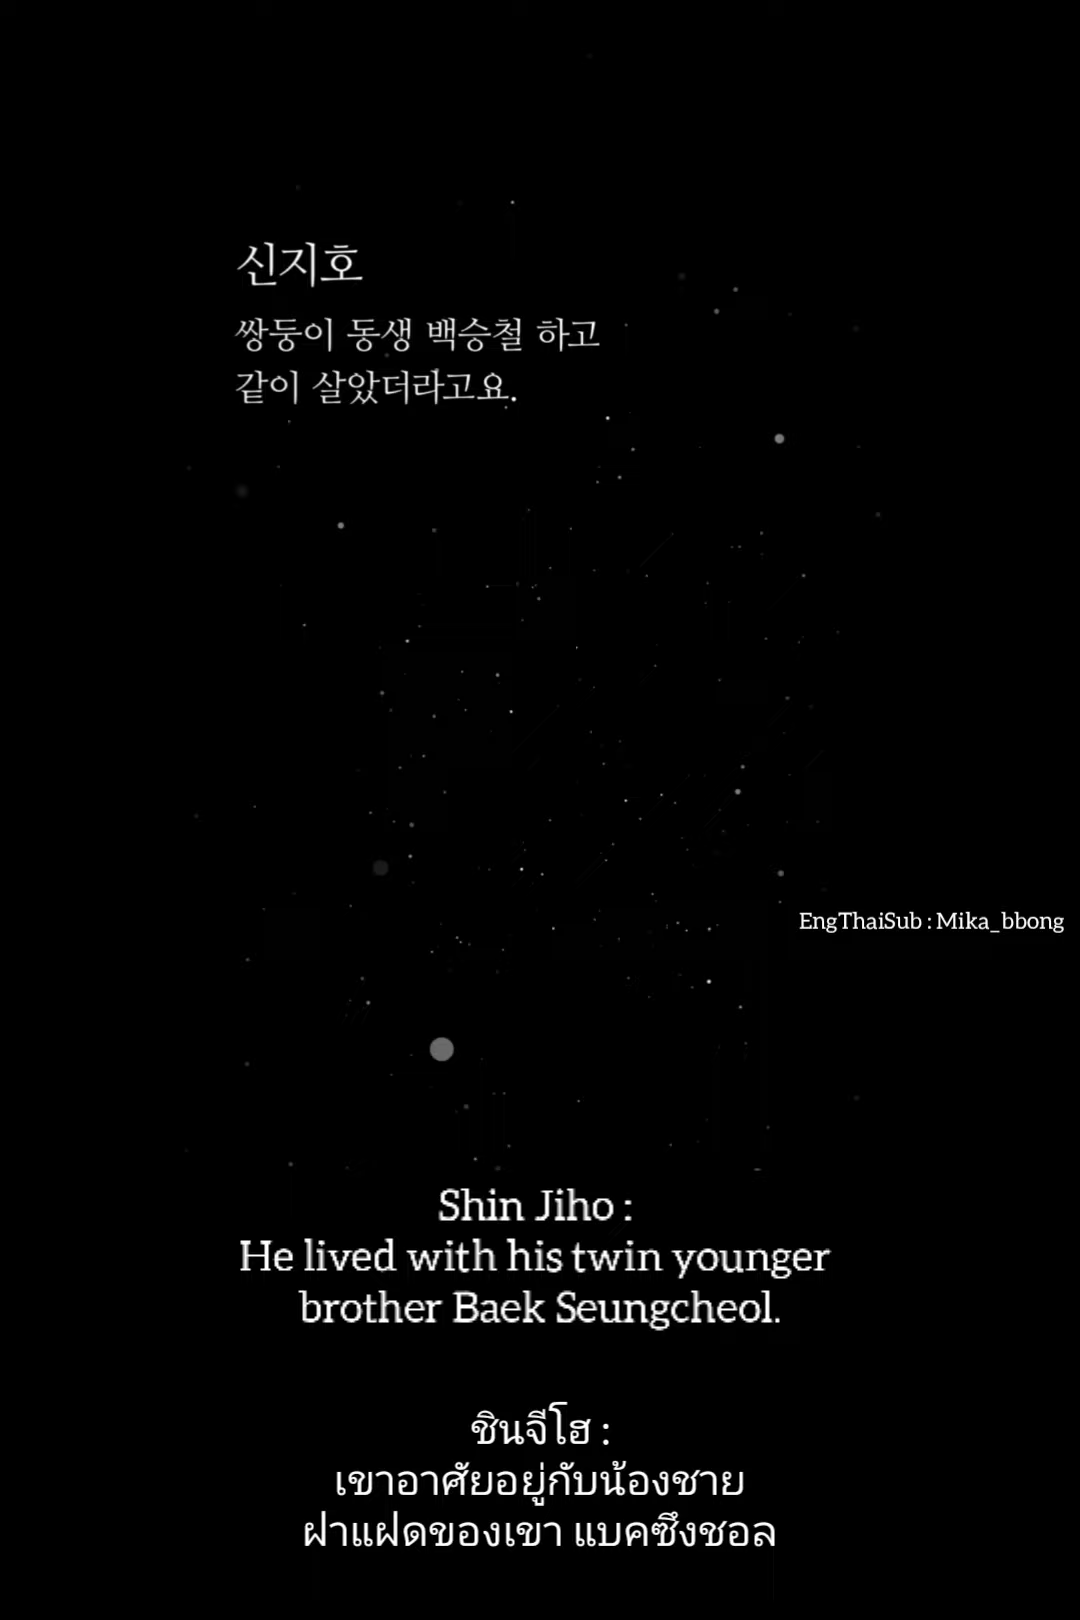 신지호
쌍둥이 동생 백승철 하고
같이 살았더라고요.
EngThaiSub : Mika_bbong
Shin Jiho :
He lived with his twin younger
brother Baek Seungcheol.
ชินจีโฮ :
เขาอาศัยอยู่กับน้องชาย
ฝาแฝดของเขา แบคซึงชอล